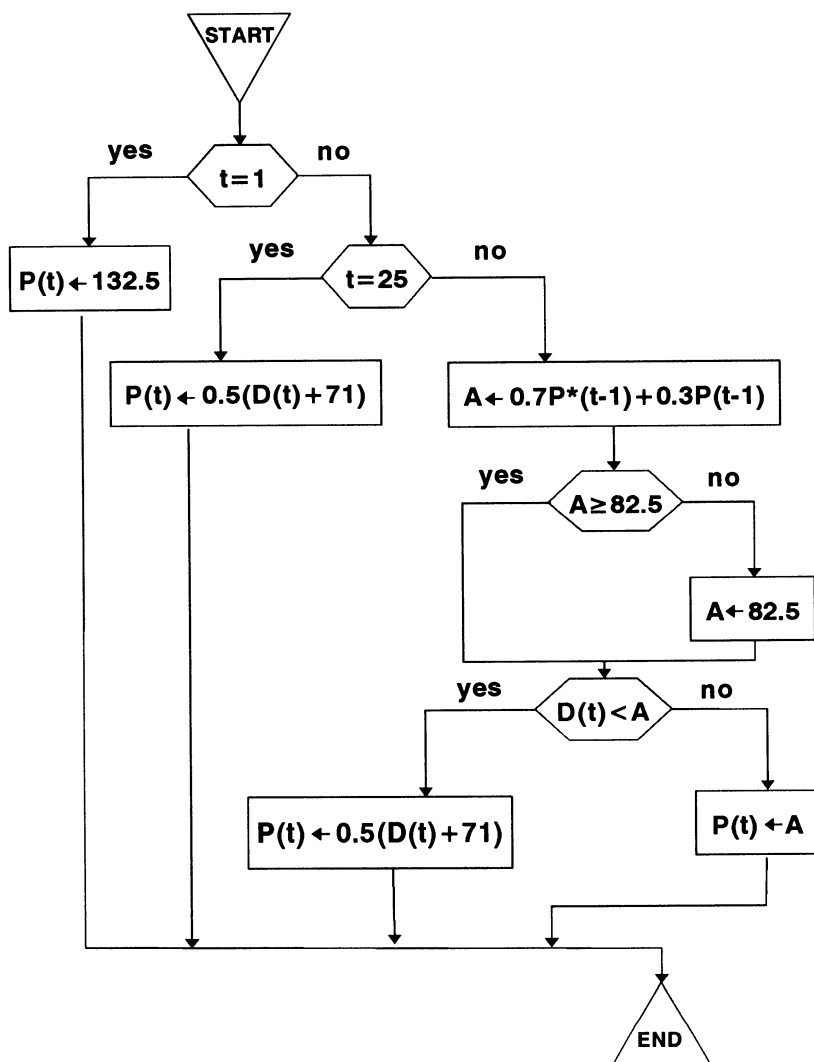 START
yes
no
t=1
yes
no
P(t)←132.5
t=25
P(t)←0.5(D(t)+71)
A←0.7P*(t-1)+0.3P(t-1)
yes
no
A≥82.5
A←82.5
yes
no
D(t)<A
P(t)←0.5(D(t)+71)
P(t)←A
END